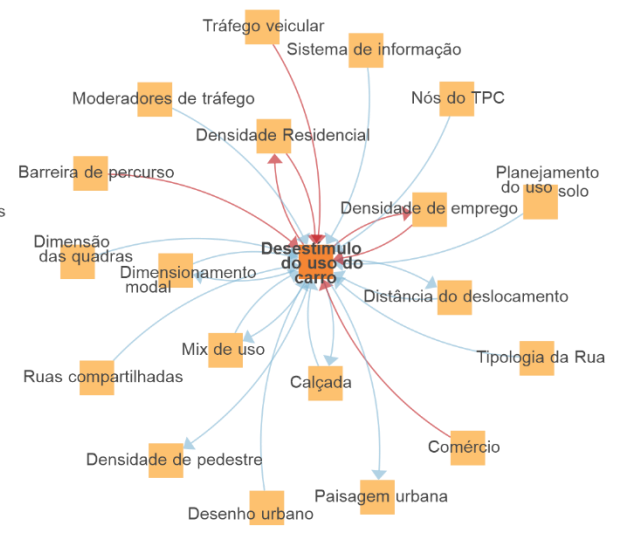 Tráfego veicular
Sistema de informação
Moderadores de tráfego
Nós do TPC
Densidade Residencial
Barreira de percurso
Planejamento
do uso solo
Densidade de emprego
s
Dimensão
das quadras
Desestímulo
do uso do
carro
Dimensionamento
modal
Distância do deslocamento
Mix de uso
Tipologia da Rua
Ruas compartilhadas
Calçada
Comércio
Densidade de pedestre
Paisagem urbana
Desenho urbano